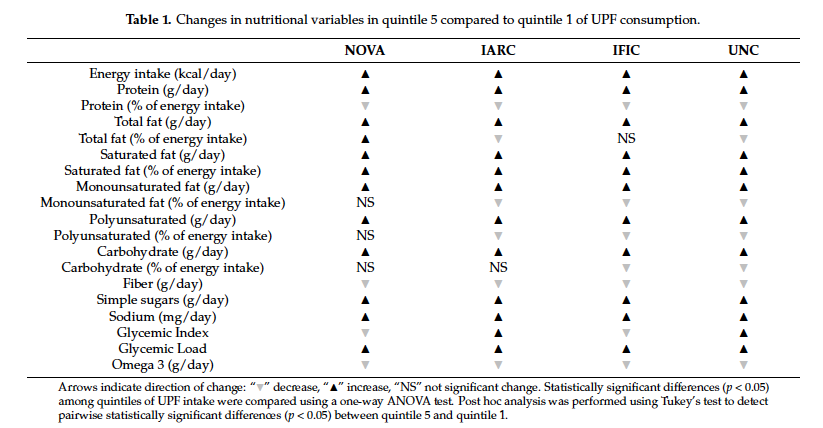 Table 1. Changes in nutritional variables in quintile 5 compared to quintile 1 of UPF consumption.
NOVA IARC IFIC UNC
Energy intake (kcal/day) ▲ ▲ ▲ ▲
Protein (g/day) ▲ ▲ ▲ ▲
Protein (% of energy intake) ▼ ▼ ▼ ▼
Total fat (g/day) ▲ ▲ ▲ ▲
Total fat (% of energy intake) ▲ ▼ NS ▼
Saturated fat (g/day) ▲ ▲ ▲ ▲
Saturated fat (% of energy intake) ▲ ▲ ▲ ▲
Monounsaturated fat (g/day) ▲ ▲ ▲ ▲
Monounsaturated fat (% of energy intake) NS ▼ ▼ ▼
Polyunsaturated (g/day) ▲ ▲ ▲ ▲
Polyunsaturated (% of energy intake) NS ▼ ▼ ▼
Carbohydrate (g/day) ▲ ▲ ▲ ▲
Carbohydrate (% of energy intake) NS NS ▼ ▼
Fiber (g/day) ▼ ▼ ▼ ▼
Simple sugars (g/day) ▲ ▲ ▲ ▲
Sodium (mg/day) ▲ ▲ ▲ ▲
Glycemic Index ▼ ▲ ▼ ▲
Glycemic Load ▲ ▲ ▲ ▲
Omega 3 (g/day) ▼ ▼ ▼ ▼
Arrows indicate direction of change: “▼” decrease, “▲” increase, “NS” not significant change. Statistically significant differences (p < 0.05)
among quintiles of UPF intake were compared using a one-way ANOVA test. Post hoc analysis was performed using Tukey’s test to detect
pairwise statistically significant differences (p < 0.05) between quintile 5 and quintile 1.